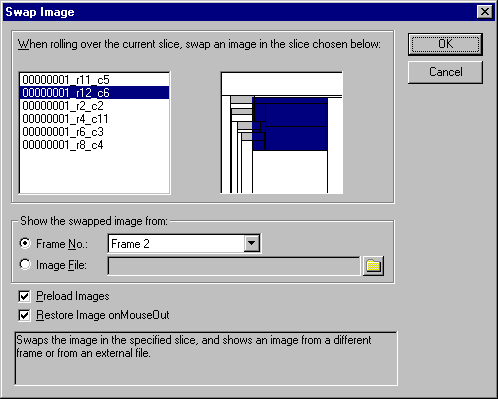 Swap Image
When rolling over the current slice, swap an image in the slice chosen below:
OK
Cancel
00000001_r11_c5
00000001_r12_c6
00000001_r2_c2
00000001_r4_c11
00000001_r6_c3
00000001_r8_c4
Show the swapped image from:
Frame No.: Frame 2
Image File:
Preload Images
Restore Image onMouseOut
Swaps the image in the specified slice, and shows an image from a different
frame or from an external file.